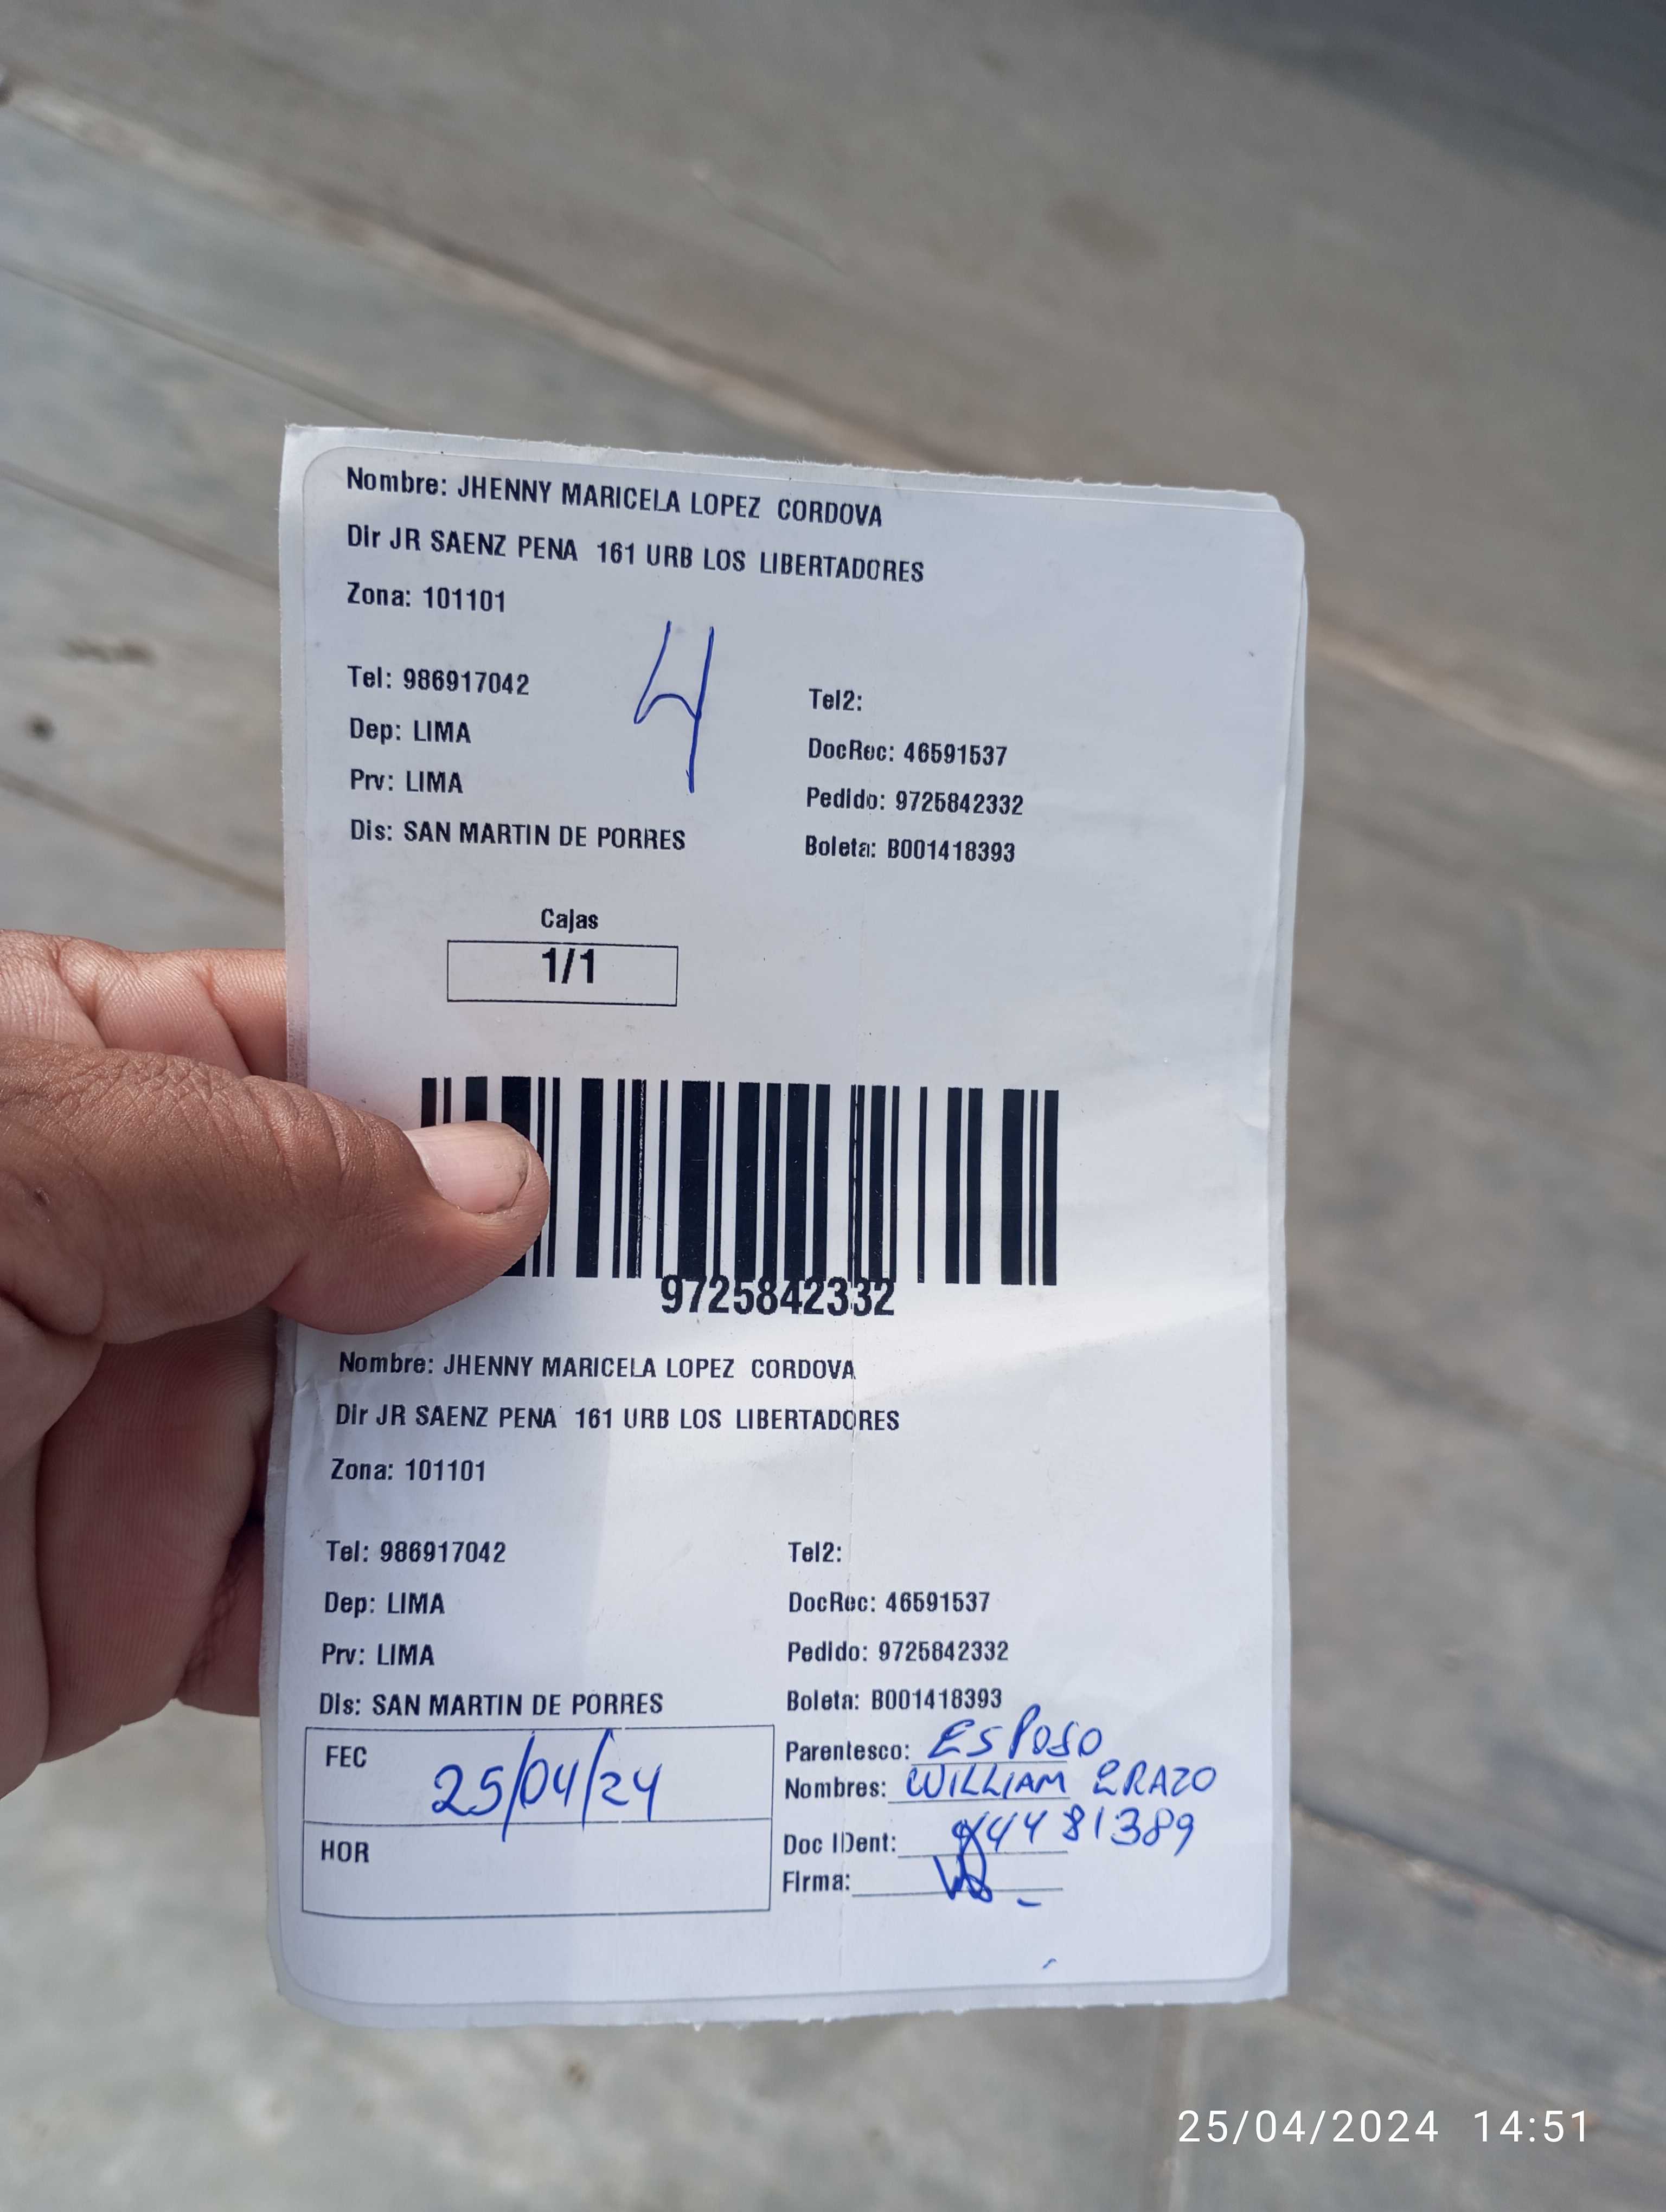 Nombre: JHENNY MARICELA LOPEZ CORDOVA
Dir JR SAENZ PENA 161 URB LOS LIBERTADORES
Zona: 101101
4
Tel: 986917042
Tel2:
Dep: LIMA
DocRec: 46591537
Prv: LIMA
Pedido: 9725842332
Dis: SAN MARTIN DE PORRES
Boleta: B001418393
Cajas
1/1
9725842332
Nombre: JHENNY MARICELA LOPEZ CORDOVA
Dir JR SAENZ PENA 161 URB LOS LIBERTADORES
Zona: 101101
Tel: 986917042
Tel2:
Dep: LIMA
DocRec: 46591537
Prv: LIMA
Pedido: 9725842332
Dis: SAN MARTIN DE PORRES
Boleta: B001418393
FEC 25/04/24
HOR
Parentesco: ESPOSO
Nombres: WILLIAM ERAZO
Doc IDent: 44481389
Firma:
25/04/2024 14:51